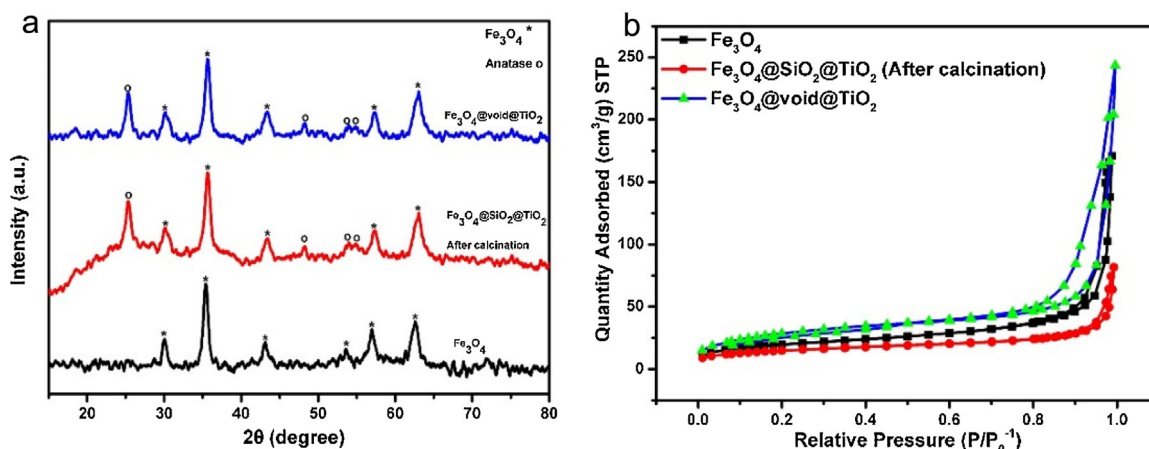 a
Fe₃O₄ *
Anatase o
Fe₃O₄@void@TiO₂
Fe₃O₄@SiO₂@TiO₂
After calcination
Fe₃O₄
Intensity (a.u.)
20 30 40 50 60 70 80
2θ (degree)
b
Fe₃O₄
Fe₃O₄@SiO₂@TiO₂ (After calcination)
Fe₃O₄@void@TiO₂
Quantity Adsorbed (cm³/g) STP
250
200
150
100
50
0
0.0 0.2 0.4 0.6 0.8 1.0
Relative Pressure (P/P₀⁻¹)